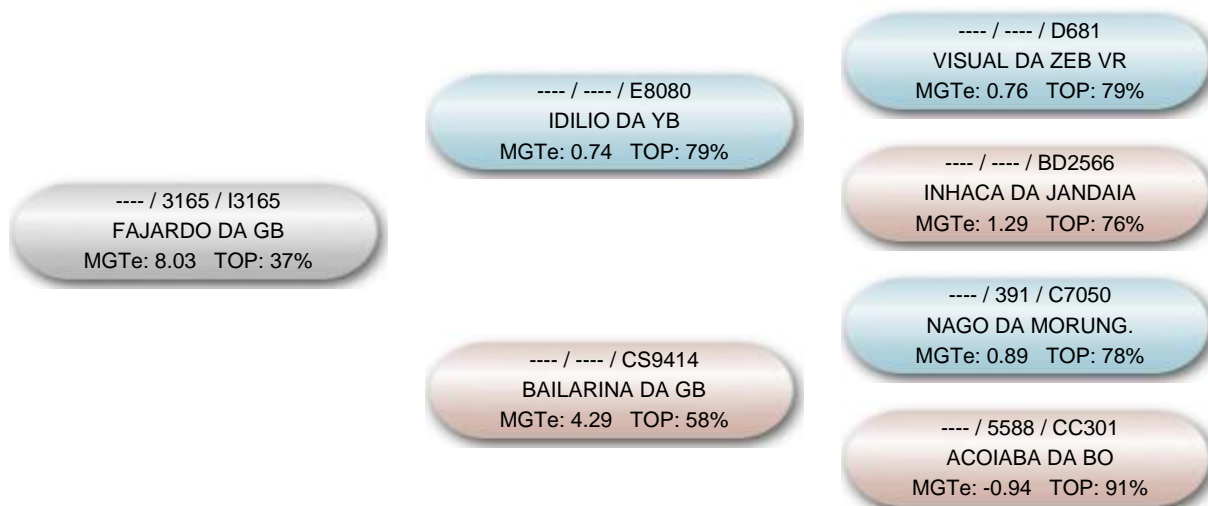 ---- / 3165 / I3165
FAJARDO DA GB
MGTe: 8.03 TOP: 37%
---- / ---- / E8080
IDILIO DA YB
MGTe: 0.74 TOP: 79%
---- / ---- / CS9414
BAILARINA DA GB
MGTe: 4.29 TOP: 58%
---- / ---- / D681
VISUAL DA ZEB VR
MGTe: 0.76 TOP: 79%
---- / ---- / BD2566
INHACA DA JANDAIA
MGTe: 1.29 TOP: 76%
---- / 391 / C7050
NAGO DA MORUNG.
MGTe: 0.89 TOP: 78%
---- / 5588 / CC301
ACOIABA DA BO
MGTe: -0.94 TOP: 91%